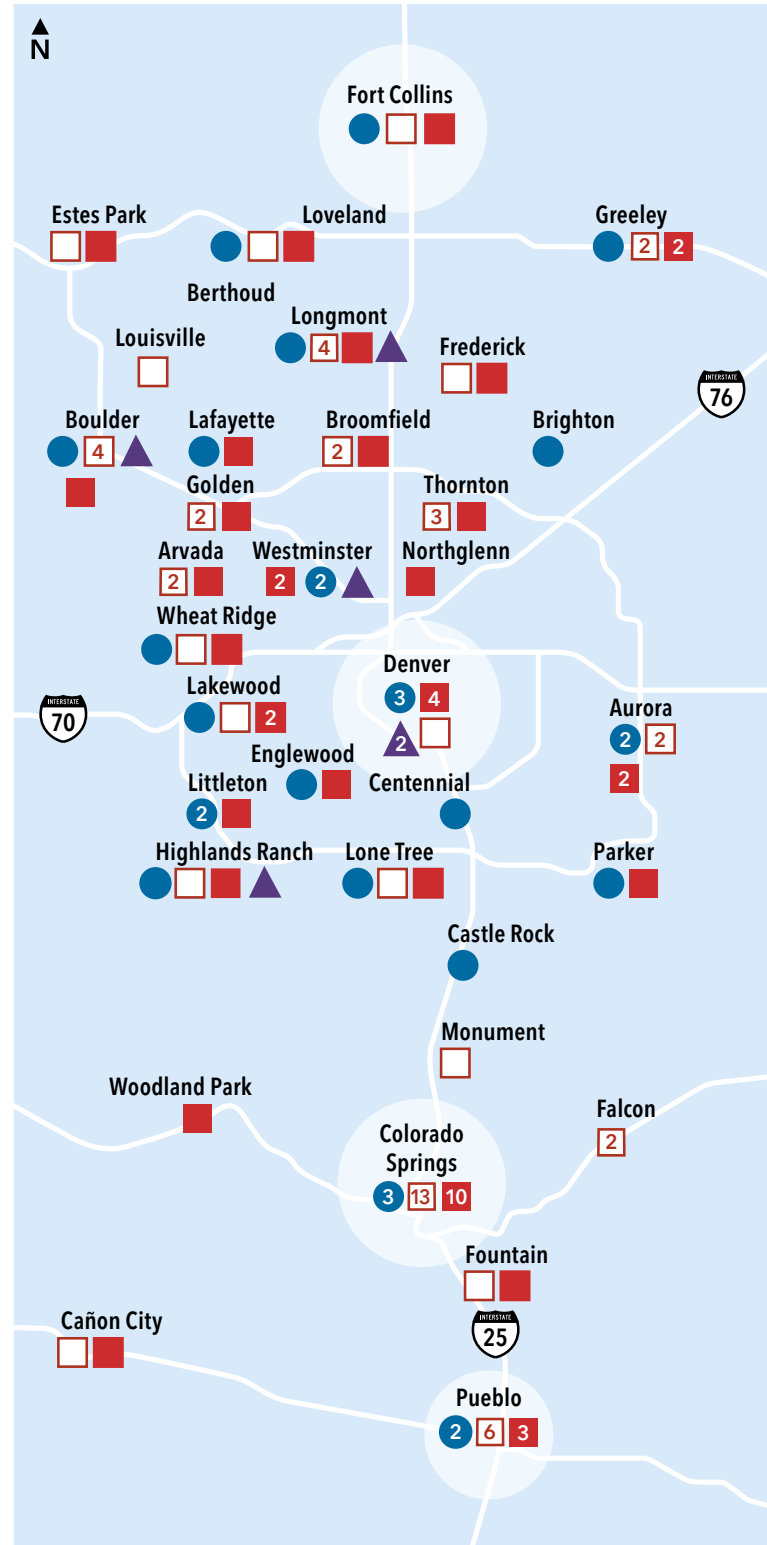 N
Fort Collins
Estes Park
Loveland
Greeley
2 2
Berthoud
Longmont
4
Louisville
Frederick
INTERSTATE
76
Boulder
4
Lafayette
Broomfield
2
Brighton
Golden
2
Thornton
3
Arvada
2
Westminster
2 2
Northglenn
Wheat Ridge
Denver
3 4
2
Lakewood
2
INTERSTATE
70
Aurora
2 2
2
Englewood
Littleton
2
Centennial
Highlands Ranch
Lone Tree
Parker
Castle Rock
Monument
Woodland Park
Falcon
2
Colorado
Springs
3 13 10
Fountain
INTERSTATE
25
Cañon City
Pueblo
2 6 3